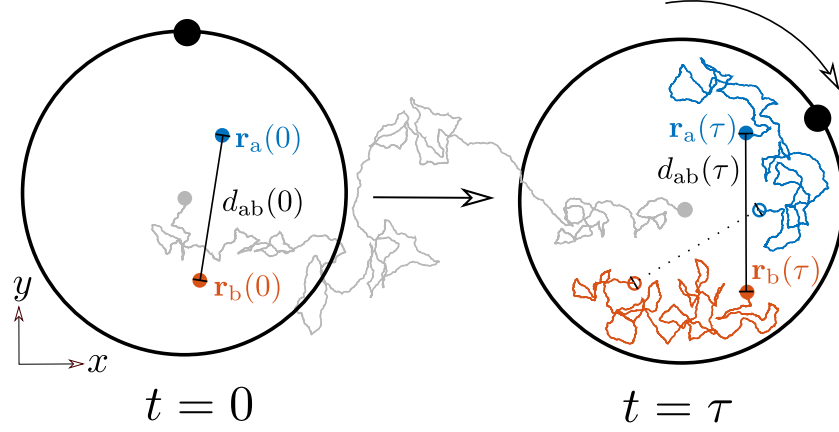 r_a(0)
d_ab(0)
r_b(0)
y
x
t = 0
r_a(τ)
d_ab(τ)
r_b(τ)
t = τ